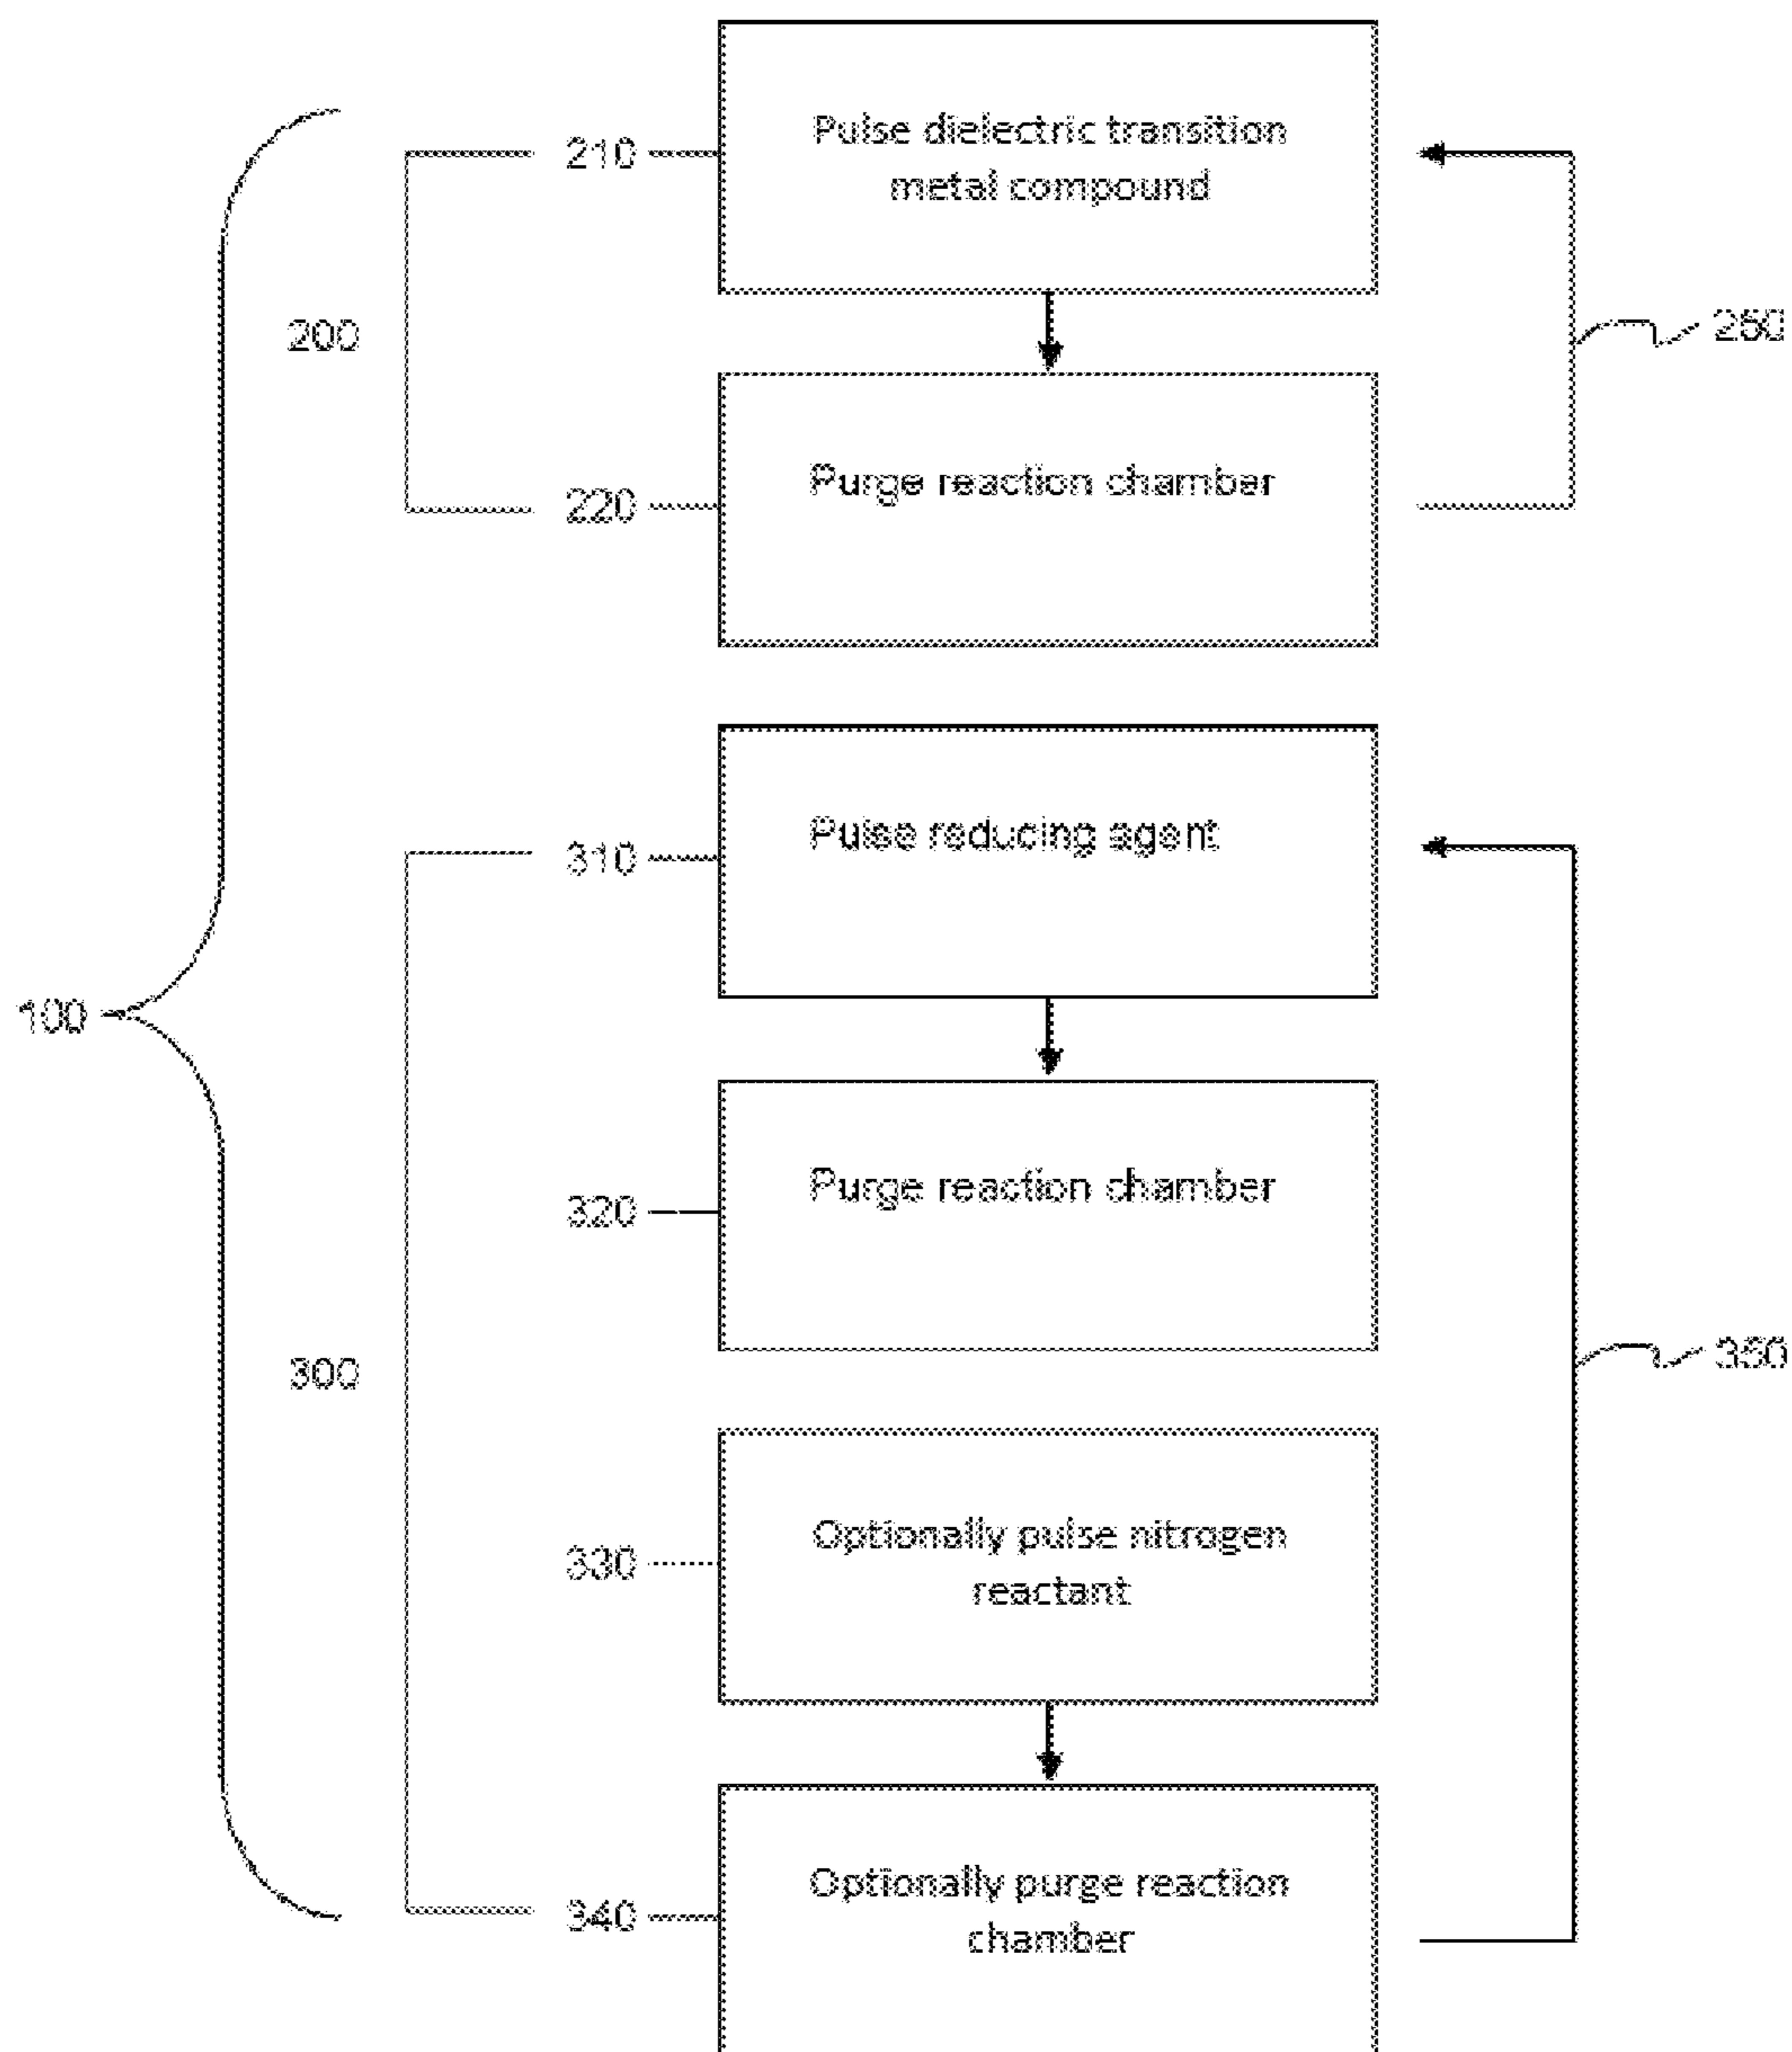 Pulse dielectric transition
metal compound
210
200
250
Purge reaction chamber
220
Pulse reducing agent
310
100
Purge reaction chamber
320
300
350
Optionally pulse nitrogen
reactant
330
Optionally purge reaction
chamber
340